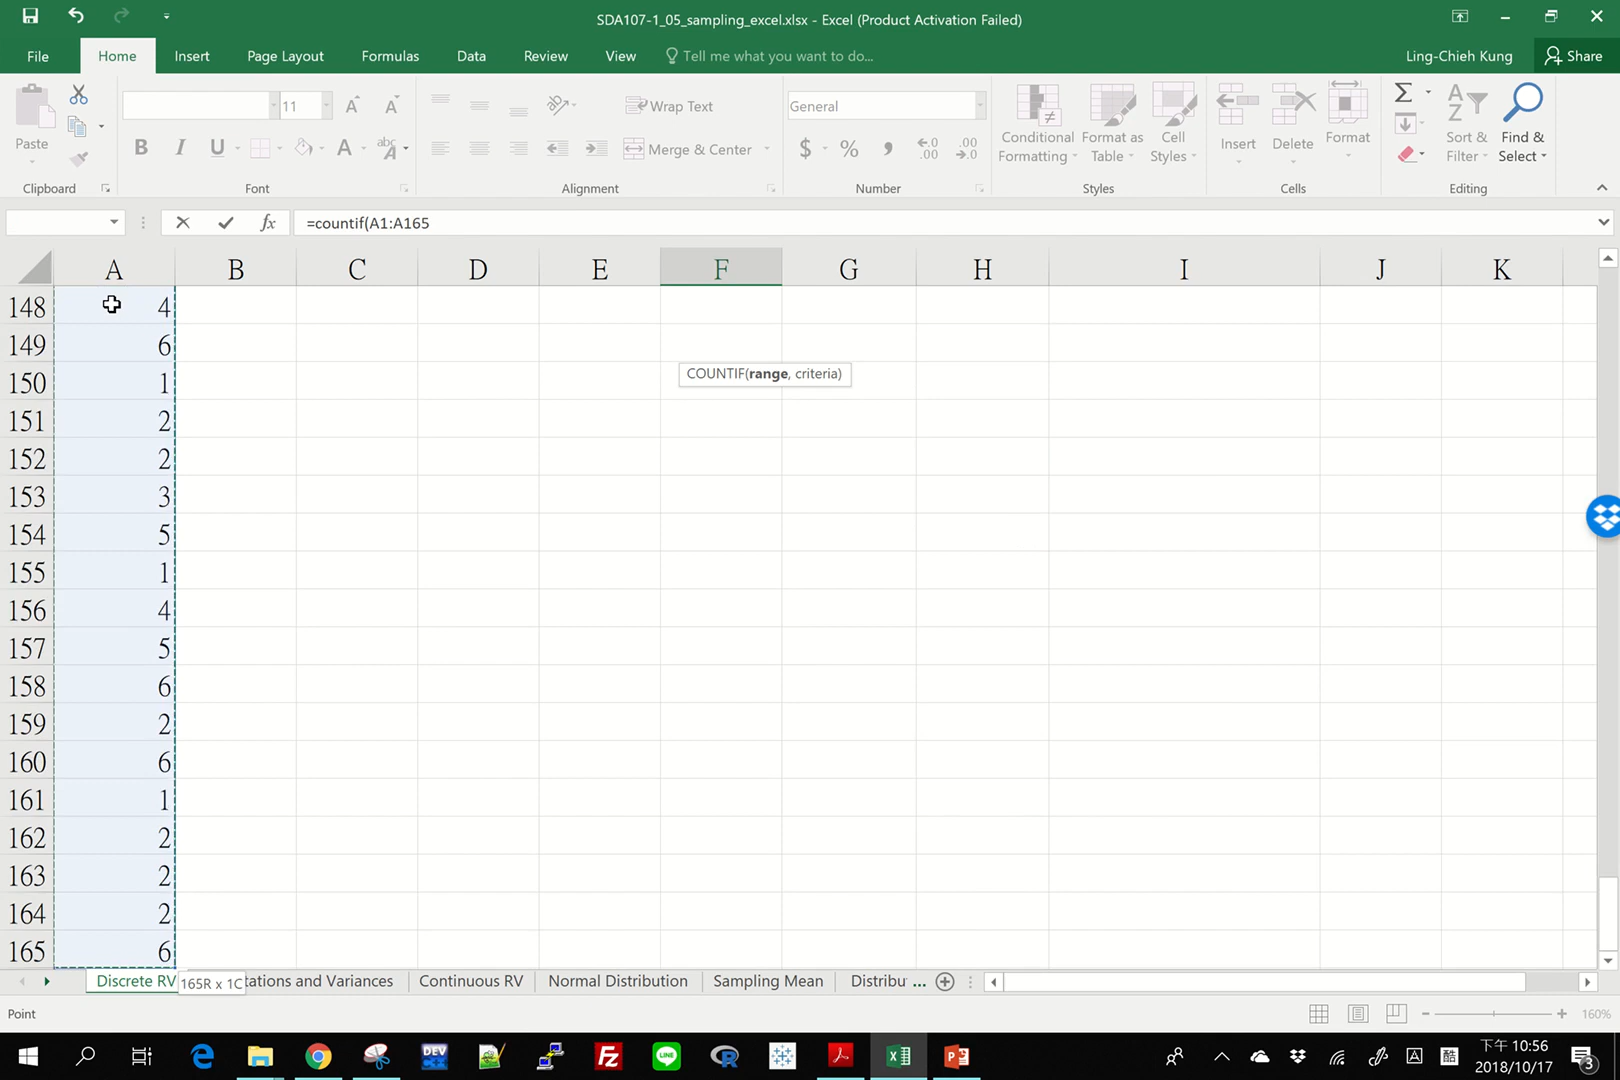 SDA107-1_05_sampling_excel.xlsx - Excel (Product Activation Failed)
File Home Insert Page Layout Formulas Data Review View Tell me what you want to do... Ling-Chieh Kung Share
Paste
11
Wrap Text
Merge & Center
General
Conditional Formatting
Format as Table
Cell Styles
Insert
Delete
Format
Sort & Filter
Find & Select
Clipboard Font Alignment Number Styles Cells Editing
=countif(A1:A165
A B C D E F G H I J K
148 4
149 6
COUNTIF(range, criteria)
150 1
151 2
152 2
153 3
154 5
155 1
156 4
157 5
158 6
159 2
160 6
161 1
162 2
163 2
164 2
165 6
Discrete RV 165R x 1C tations and Variances Continuous RV Normal Distribution Sampling Mean Distribu ...
Point 160%
DEV
LINE
下午 10:56
2018/10/17
3